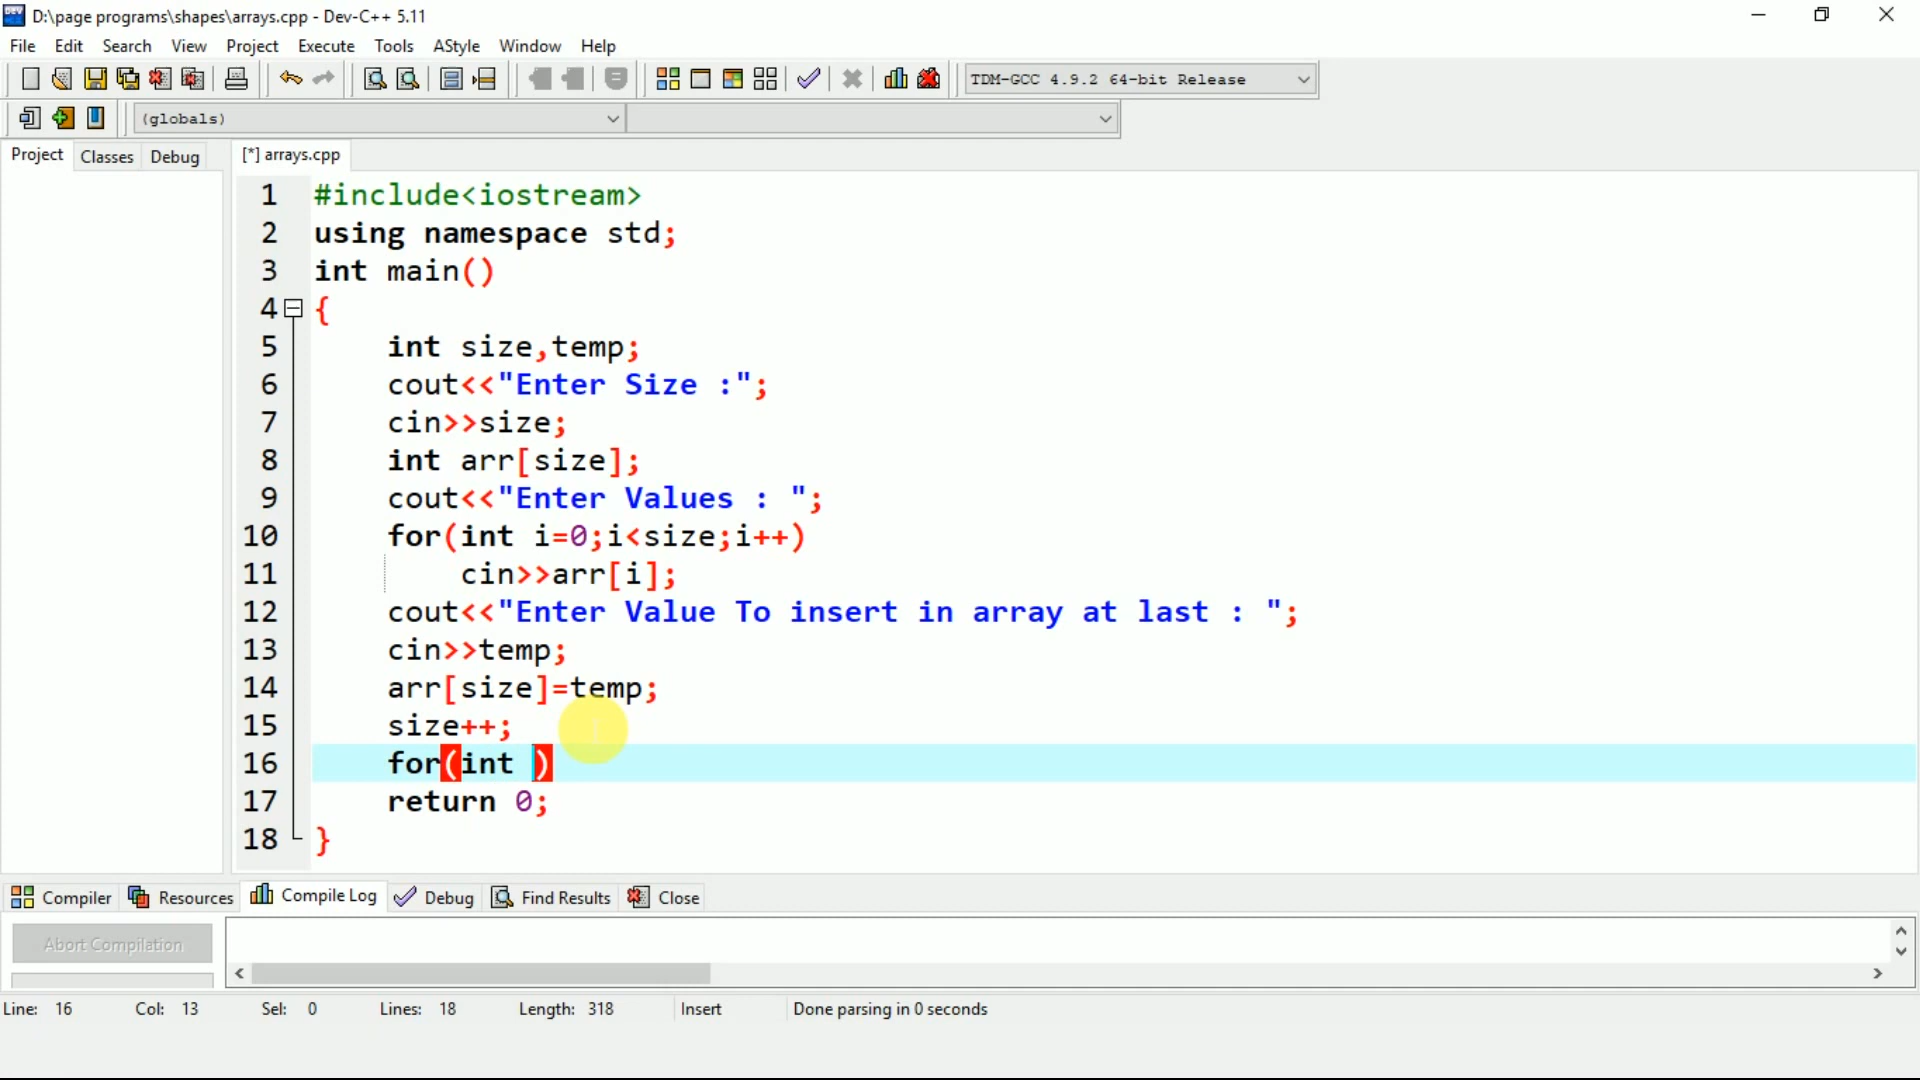 D:\page programs\shapes\arrays.cpp - Dev-C++ 5.11
File Edit Search View Project Execute Tools AStyle Window Help
TDM-GCC 4.9.2 64-bit Release
(globals)
Project Classes Debug [*] arrays.cpp
1 #include<iostream>
2 using namespace std;
3 int main()
4 {
5 int size,temp;
6 cout<<"Enter Size :";
7 cin>>size;
8 int arr[size];
9 cout<<"Enter Values : ";
10 for(int i=0;i<size;i++)
11 cin>>arr[i];
12 cout<<"Enter Value To insert in array at last : ";
13 cin>>temp;
14 arr[size]=temp;
15 size++;
16 for(int )
17 return 0;
18 }
Compiler Resources Compile Log Debug Find Results Close
Abort Compilation
Line: 16 Col: 13 Sel: 0 Lines: 18 Length: 318 Insert Done parsing in 0 seconds